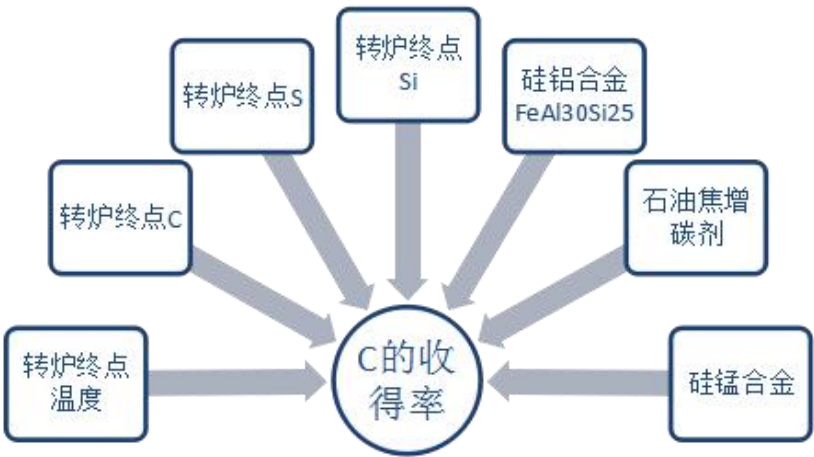 转炉终点
Si
转炉终点S
硅铝合金
FeAl30Si25
转炉终点C
石油焦增
碳剂
转炉终点
温度
C的收
得率
硅锰合金